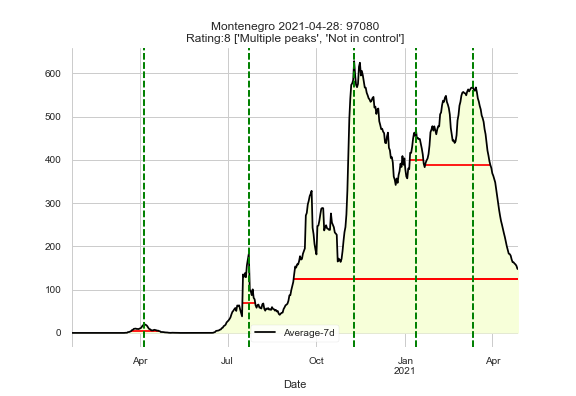 Montenegro 2021-04-28: 97080
Rating:8 ['Multiple peaks', 'Not in control']
600
500
400
300
200
100
0
Average-7d
Apr
Jul
Oct
Jan
2021
Apr
Date